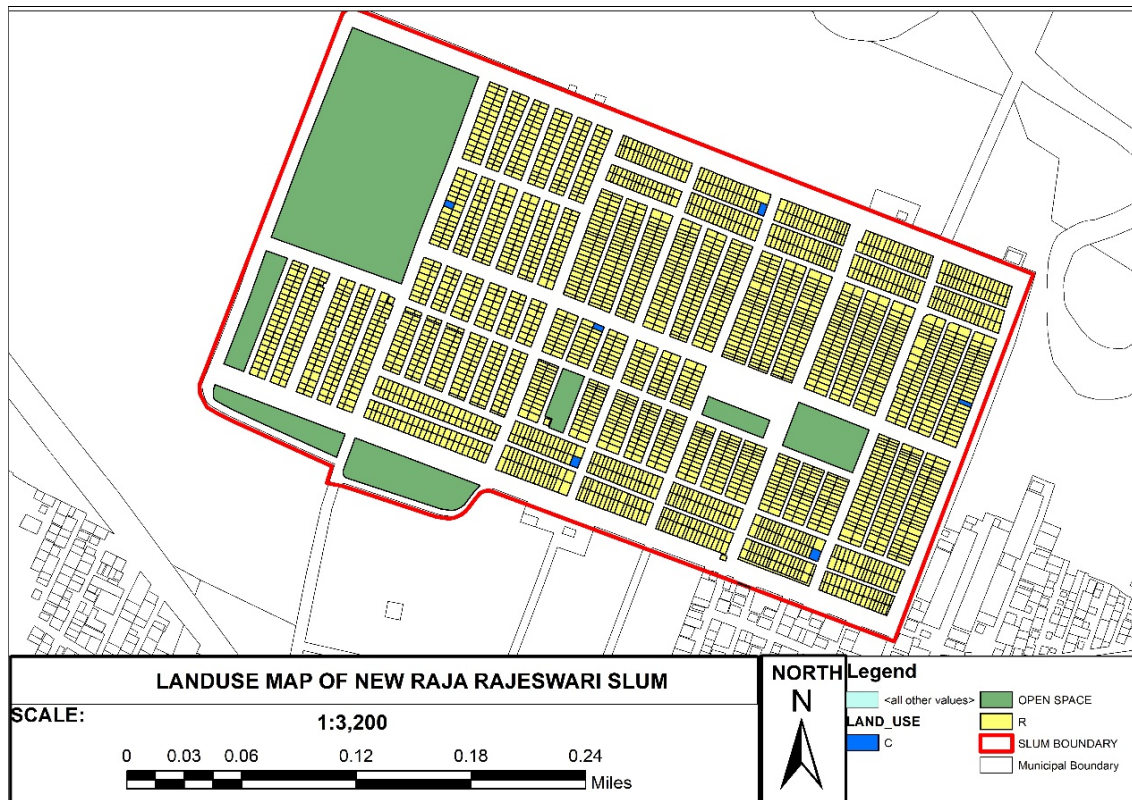 LANDUSE MAP OF NEW RAJA RAJESWARI SLUM
SCALE:
1:3,200
0 0.03 0.06 0.12 0.18 0.24
Miles
NORTH
N
Legend
<all other values>
LAND_USE
C
OPEN SPACE
R
SLUM BOUNDARY
Municipal Boundary